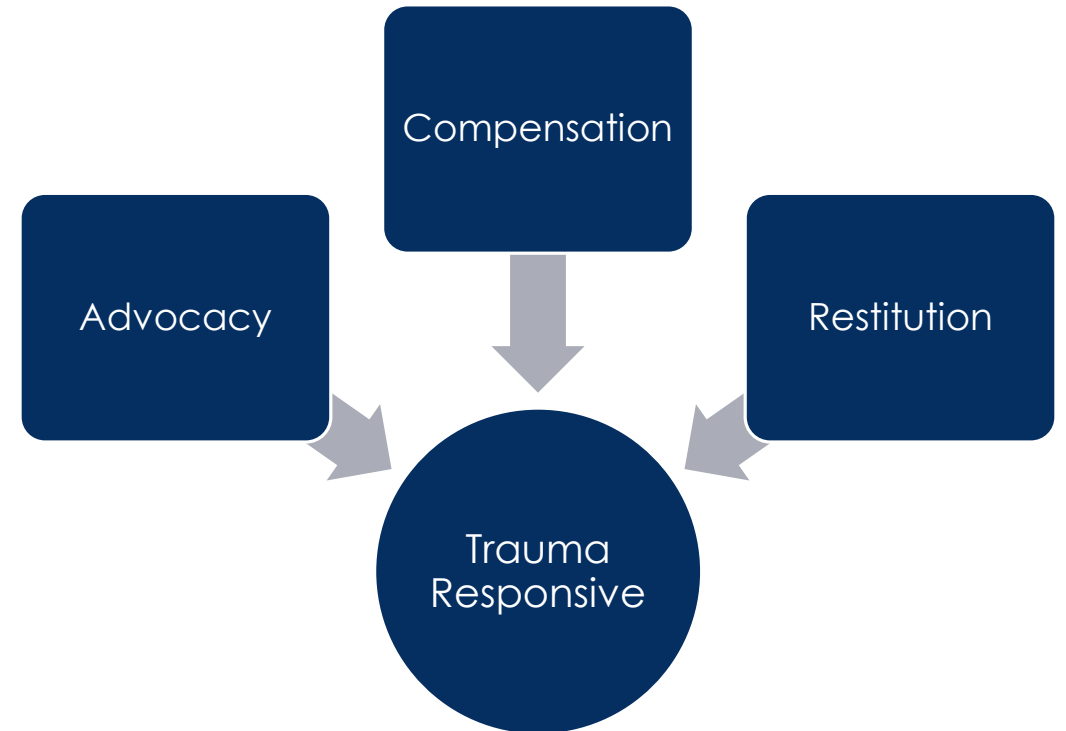 Compensation
Advocacy
Restitution
Trauma
Responsive